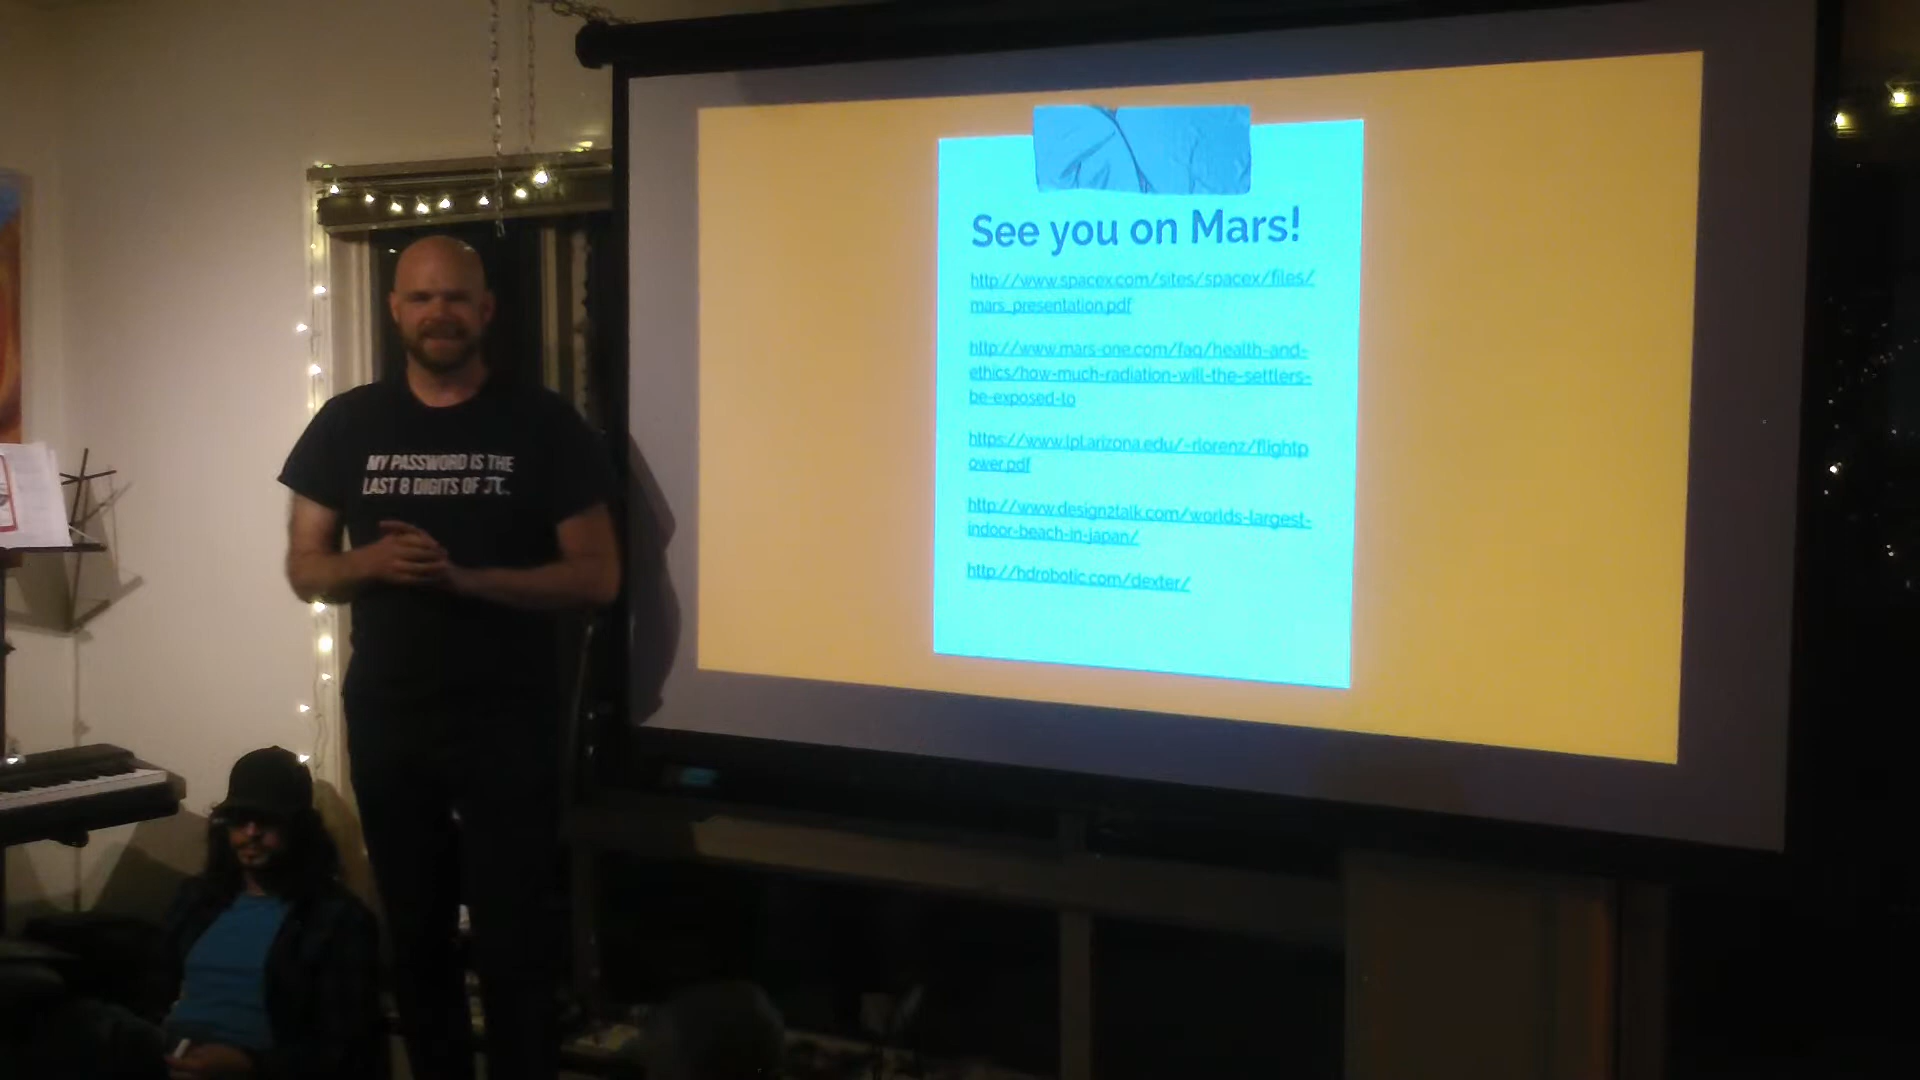 MY PASSWORD IS THE
LAST 8 DIGITS OF π.
See you on Mars!
http://www.spacex.com/sites/spacex/files/
mars_presentation.pdf
http://www.mars-one.com/faq/health-and-
ethics/how-much-radiation-will-the-settlers-
be-exposed-to
https://www.lpl.arizona.edu/~rlorenz/flightp
ower.pdf
http://www.design2talk.com/worlds-largest-
indoor-beach-in-japan/
http://hdrobotic.com/dexter/